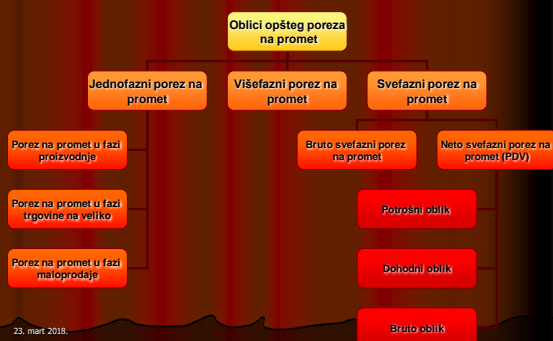 Oblici opšteg poreza
na promet
Jednofazni porez na
promet
Višefazni porez na
promet
Svefazni porez na
promet
Porez na promet u fazi
proizvodnje
Bruto svefazni porez
na promet
Neto svefazni porez na
promet (PDV)
Porez na promet u fazi
trgovine na veliko
Potrošni oblik
Porez na promet u fazi
maloprodaje
Dohodni oblik
Bruto oblik
23. mart 2018.